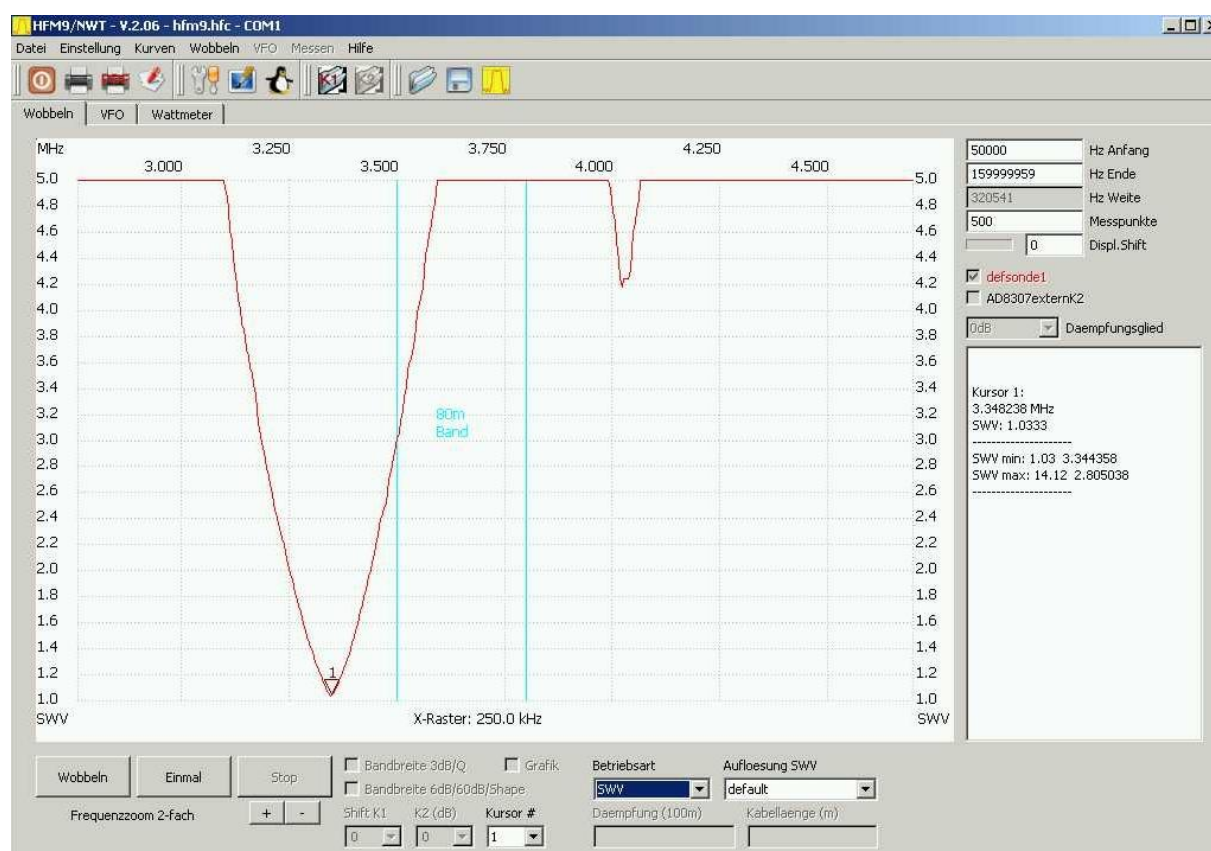 HFM9/NWT - V.2.06 - hfm9.hfc - COM1
Datei Einstellung Kurven Wobbeln VFO Messen Hilfe
K1
Wobbeln VFO Wattmeter
MHz 3.250 3.750 4.250
3.000 3.500 4.000 4.500
5.0 5.0
4.8 4.8
4.6 4.6
4.4 4.4
4.2 4.2
4.0 4.0
3.8 3.8
3.6 3.6
3.4 3.4
3.2 3.2
3.0 3.0
2.8 2.8
2.6 2.6
2.4 2.4
2.2 2.2
2.0 2.0
1.8 1.8
1.6 1.6
1.4 1.4
1.2 1.2
1.0 1.0
SWV X-Raster: 250.0 kHz SWV
80m
Band
1
50000 Hz Anfang
159999959 Hz Ende
320541 Hz Weite
500 Messpunkte
0 Displ.Shift
defsonde1
AD8307externK2
0dB Daempfungsglied
Kursor 1:
3.348238 MHz
SWV: 1.0333
---------------------
SWV min: 1.03 3.344358
SWV max: 14.12 2.805038
---------------------
Wobbeln Einmal Stop
Frequenzzoom 2-fach + -
Bandbreite 3dB/Q Grafik
Bandbreite 6dB/60dB/Shape
Shift K1 K2 (dB) Kursor #
0 0 1
Betriebsart Aufloesung SWV
SWV default
Daempfung (100m) Kabellaenge (m)